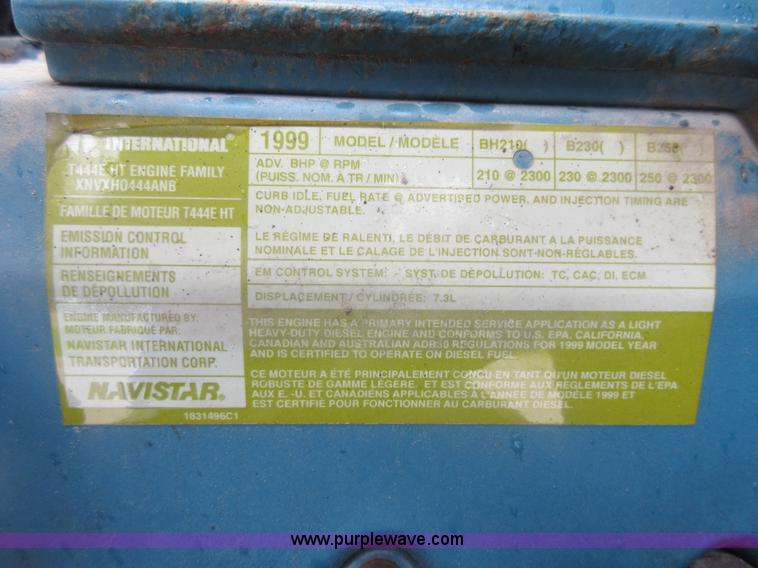 INTERNATIONAL®
T444E HT ENGINE FAMILY
XNVXH0444ANB
FAMILLE DE MOTEUR T444E HT
EMISSION CONTROL
INFORMATION
RENSEIGNEMENTS
DE DÉPOLLUTION
ENGINE MANUFACTURED BY:
MOTEUR FABRIQUÉ PAR:
NAVISTAR INTERNATIONAL
TRANSPORTATION CORP.
NAVISTAR®
1831496C1
1999 MODEL / MODÈLE BH210( ) B230( ) B250( )
ADV. BHP @ RPM
(PUISS. NOM. À TR / MIN) 210 @ 2300 230 @ 2300 250 @ 2300
CURB IDLE, FUEL RATE @ ADVERTISED POWER, AND INJECTION TIMING ARE
NON-ADJUSTABLE.
LE RÉGIME DE RALENTI, LE DÉBIT DE CARBURANT A LA PUISSANCE
NOMINALE ET LE CALAGE DE L'INJECTION SONT-NON-RÉGLABLES.
EM CONTROL SYSTEM: SYST. DE DÉPOLLUTION: TC, CAC, DI, ECM
DISPLACEMENT / CYLINDRÉE: 7.3L
THIS ENGINE HAS A PRIMARY INTENDED SERVICE APPLICATION AS A LIGHT
HEAVY-DUTY DIESEL ENGINE AND CONFORMS TO U.S. EPA, CALIFORNIA,
CANADIAN AND AUSTRALIAN ADR30 REGULATIONS FOR 1999 MODEL YEAR
AND IS CERTIFIED TO OPERATE ON DIESEL FUEL.
CE MOTEUR A ÉTÉ PRINCIPALEMENT CONÇU EN TANT QU'UN MOTEUR DIESEL
ROBUSTE DE GAMME LÉGÈRE. ET EST CONFORME AUX RÈGLEMENTS DE L'EPA
AUX E. -U. ET CANADIENS APPLICABLES À L'ANNÉE DE MODÈLE 1999 ET
EST CERTIFIÉ POUR FONCTIONNER AU CARBURANT DIESEL.
www.purplewave.com